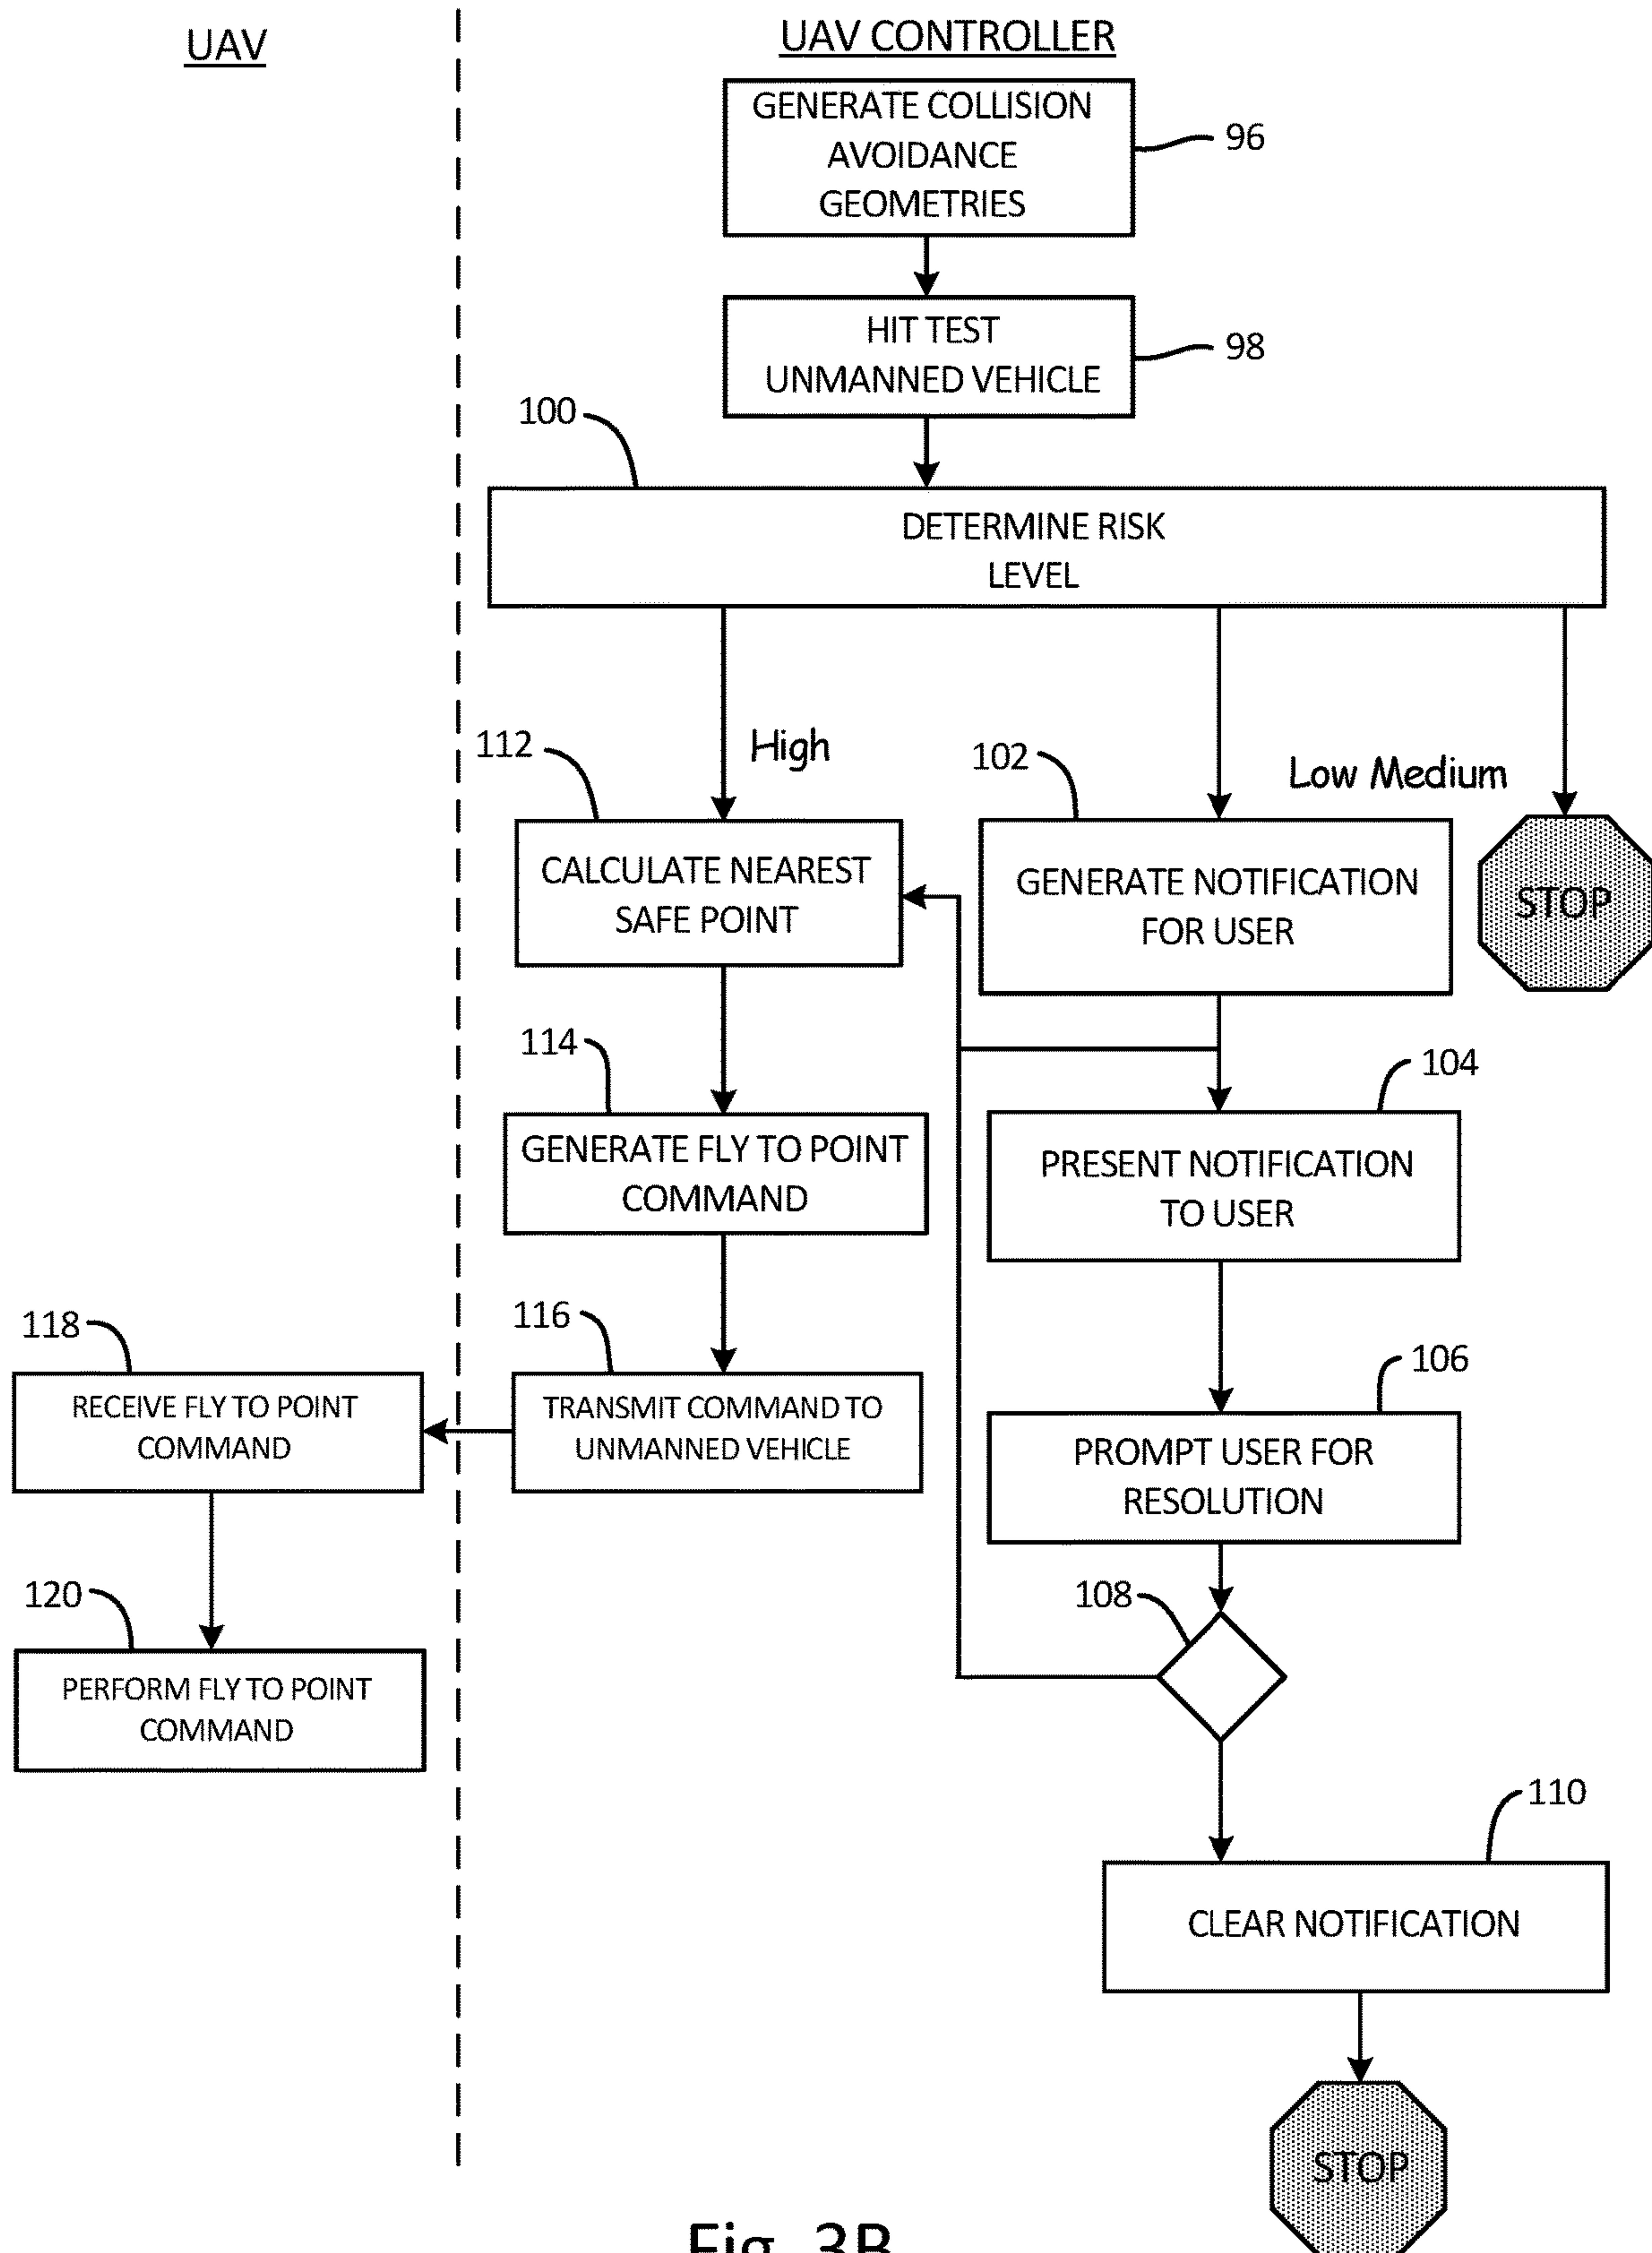 UAV
UAV CONTROLLER
GENERATE COLLISION
AVOIDANCE
GEOMETRIES
96
HIT TEST
UNMANNED VEHICLE
98
100
DETERMINE RISK
LEVEL
112
High
102
Low Medium
CALCULATE NEAREST
SAFE POINT
GENERATE NOTIFICATION
FOR USER
STOP
114
104
GENERATE FLY TO POINT
COMMAND
PRESENT NOTIFICATION
TO USER
118
116
106
RECEIVE FLY TO POINT
COMMAND
TRANSMIT COMMAND TO
UNMANNED VEHICLE
PROMPT USER FOR
RESOLUTION
120
108
PERFORM FLY TO POINT
COMMAND
110
CLEAR NOTIFICATION
STOP
Fig. 3B